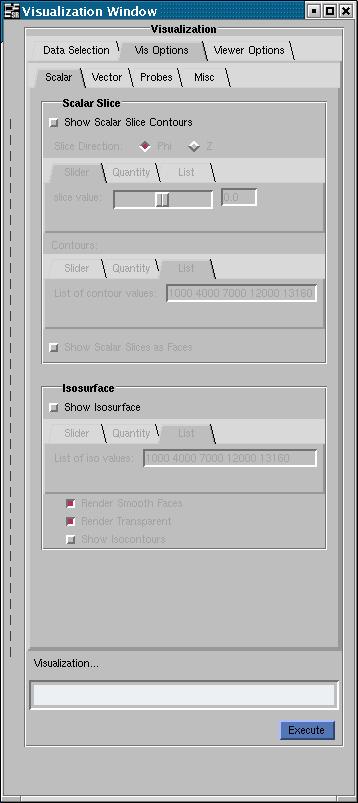 Visualization Window
Visualization
Data Selection Vis Options Viewer Options
Scalar Vector Probes Misc
Scalar Slice
Show Scalar Slice Contours
Slice Direction: Phi Z
Slider Quantity List
slice value: 0.0
Contours:
Slider Quantity List
List of contour values: 1000 4000 7000 12000 13160
Show Scalar Slices as Faces
Isosurface
Show Isosurface
Slider Quantity List
List of iso values: 1000 4000 7000 12000 13160
Render Smooth Faces
Render Transparent
Show Isocontours
Visualization...
Execute